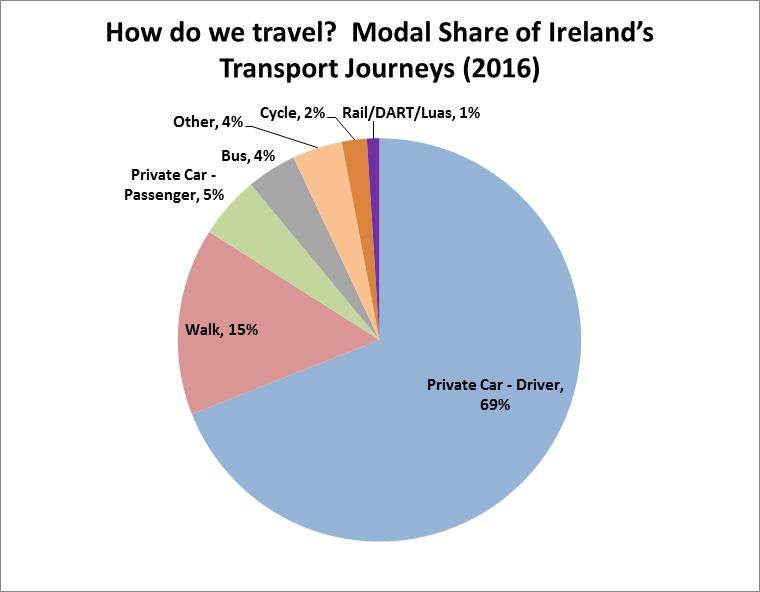 How do we travel?  Modal Share of Ireland’s
Transport Journeys (2016)
Cycle, 2%
Rail/DART/Luas, 1%
Other, 4%
Bus, 4%
Private Car -
Passenger, 5%
Walk, 15%
Private Car - Driver,
69%